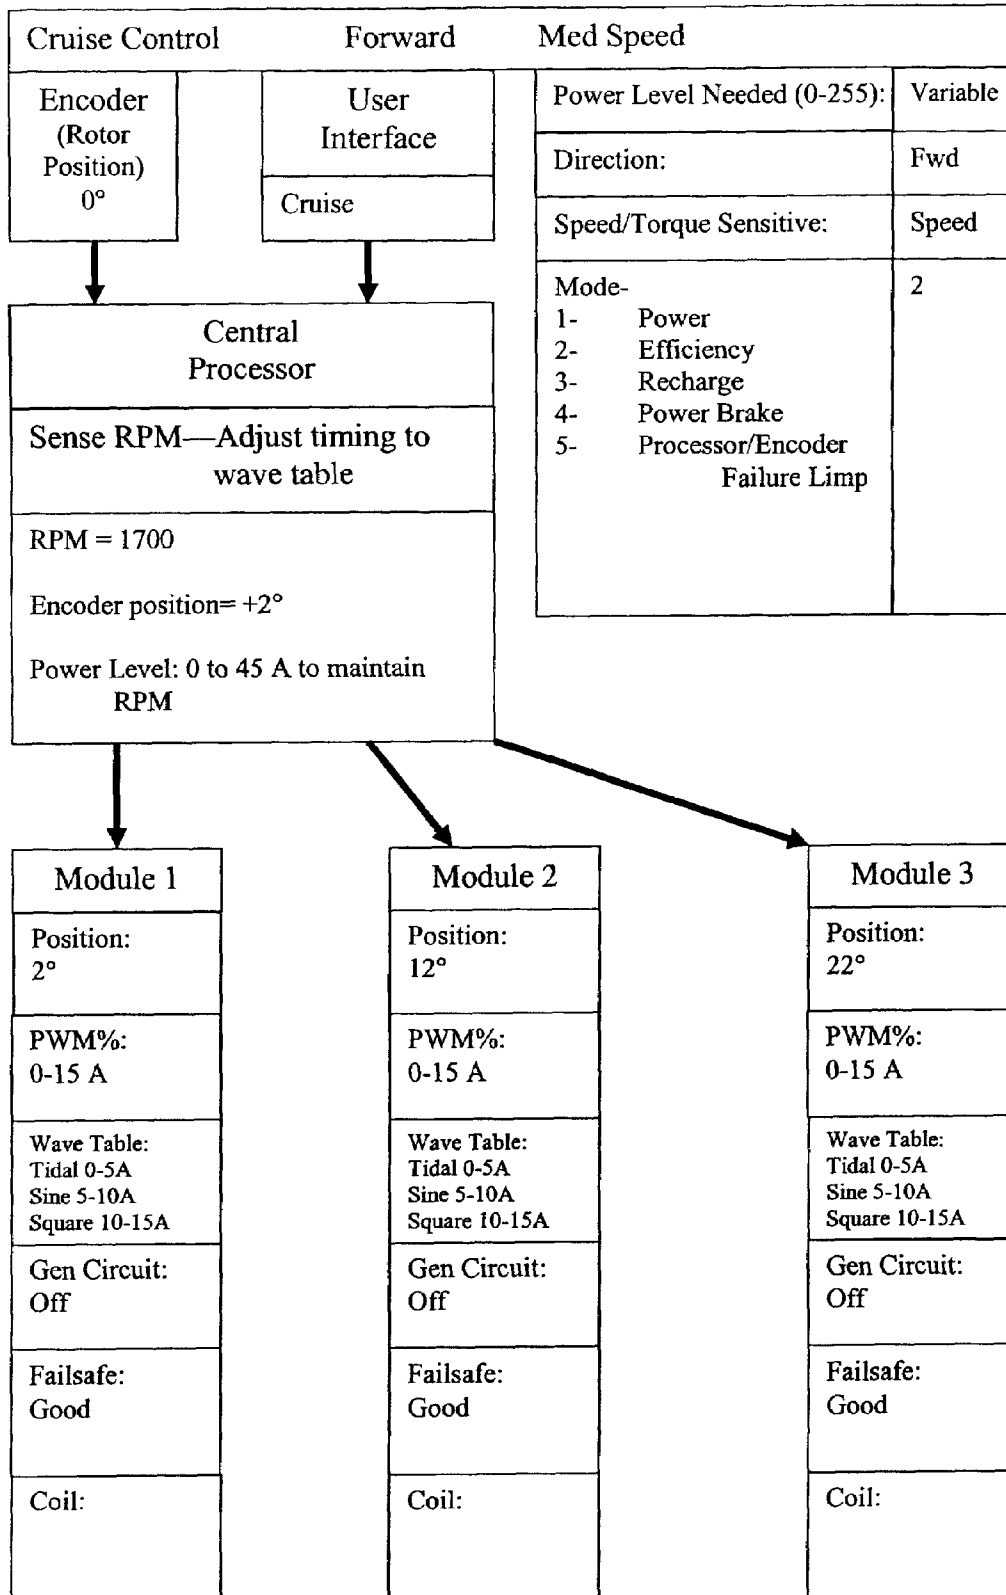 Cruise Control Forward Med Speed
Encoder
(Rotor
Position)
0°
User
Interface
Cruise
Power Level Needed (0-255): Variable
Direction: Fwd
Speed/Torque Sensitive: Speed
Mode- 2
1- Power
2- Efficiency
3- Recharge
4- Power Brake
5- Processor/Encoder
Failure Limp
Central
Processor
Sense RPM—Adjust timing to
wave table
RPM = 1700
Encoder position= +2°
Power Level: 0 to 45 A to maintain
RPM
Module 1
Position:
2°
PWM%:
0-15 A
Wave Table:
Tidal 0-5A
Sine 5-10A
Square 10-15A
Gen Circuit:
Off
Failsafe:
Good
Coil:
Module 2
Position:
12°
PWM%:
0-15 A
Wave Table:
Tidal 0-5A
Sine 5-10A
Square 10-15A
Gen Circuit:
Off
Failsafe:
Good
Coil:
Module 3
Position:
22°
PWM%:
0-15 A
Wave Table:
Tidal 0-5A
Sine 5-10A
Square 10-15A
Gen Circuit:
Off
Failsafe:
Good
Coil: